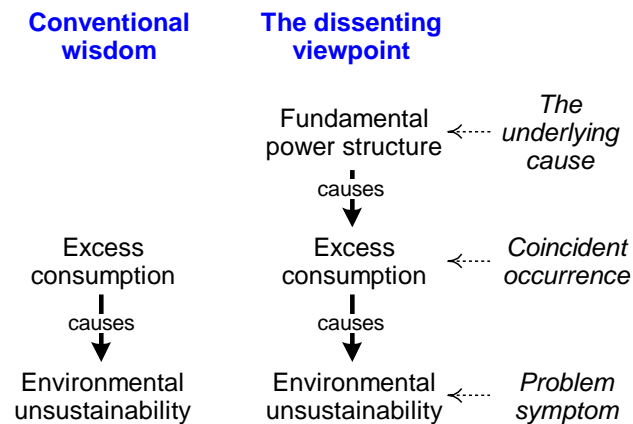 Conventional
wisdom
The dissenting
viewpoint
Fundamental
power structure
The
underlying
cause
causes
Excess
consumption
Excess
consumption
Coincident
occurrence
causes
causes
Environmental
unsustainability
Environmental
unsustainability
Problem
symptom